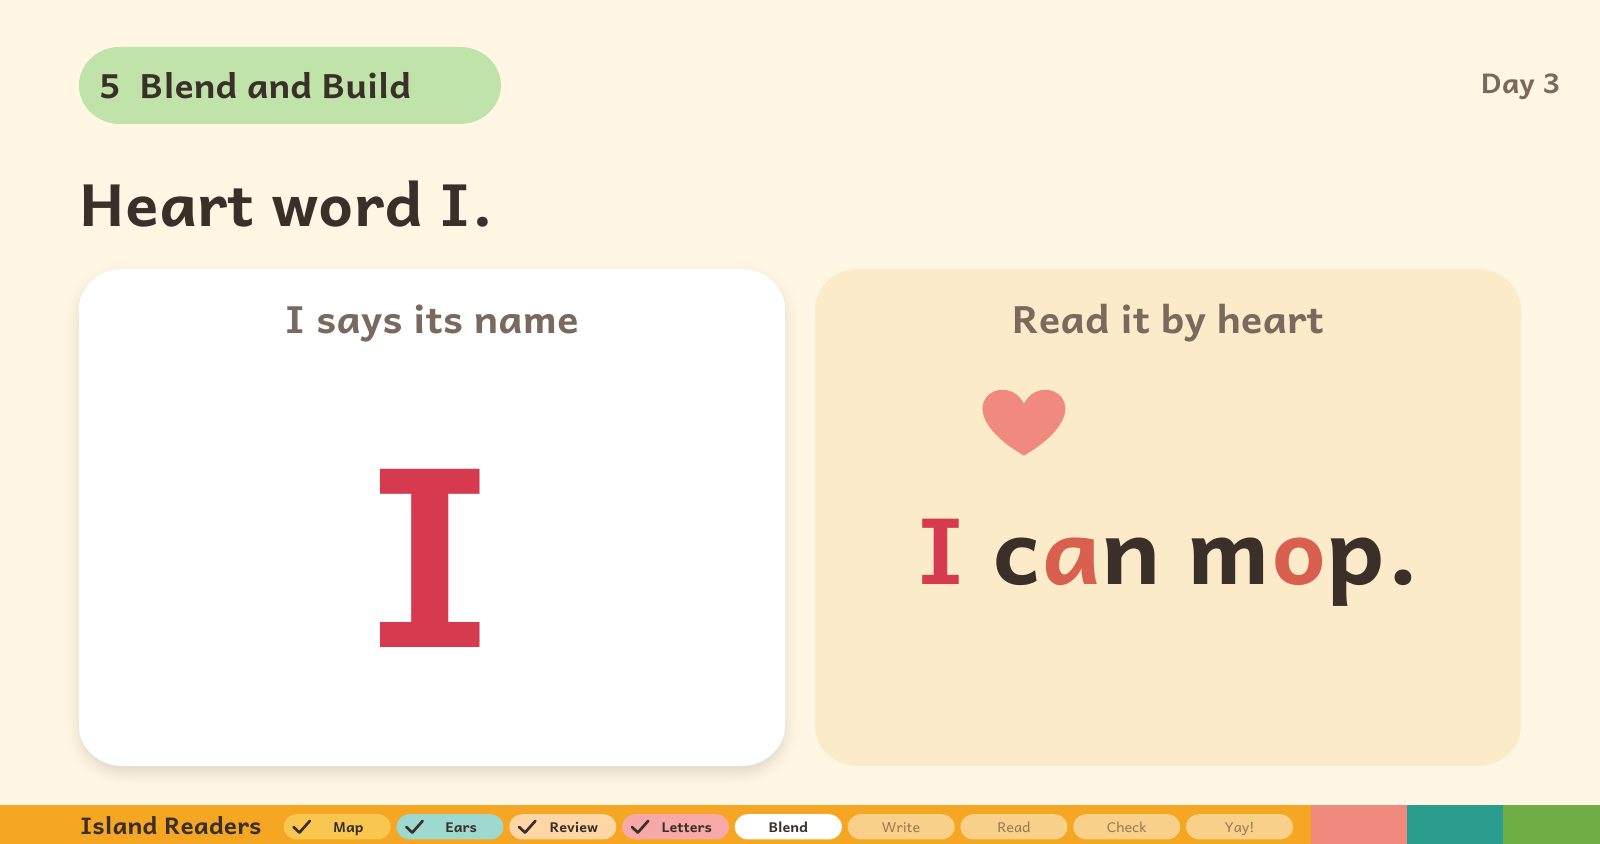 5 Blend and Build
Day 3
Heart word I.
I says its name
I
Read it by heart
I can mop.
Island Readers
Map
Ears
Review
Letters
Blend
Write
Read
Check
Yay!